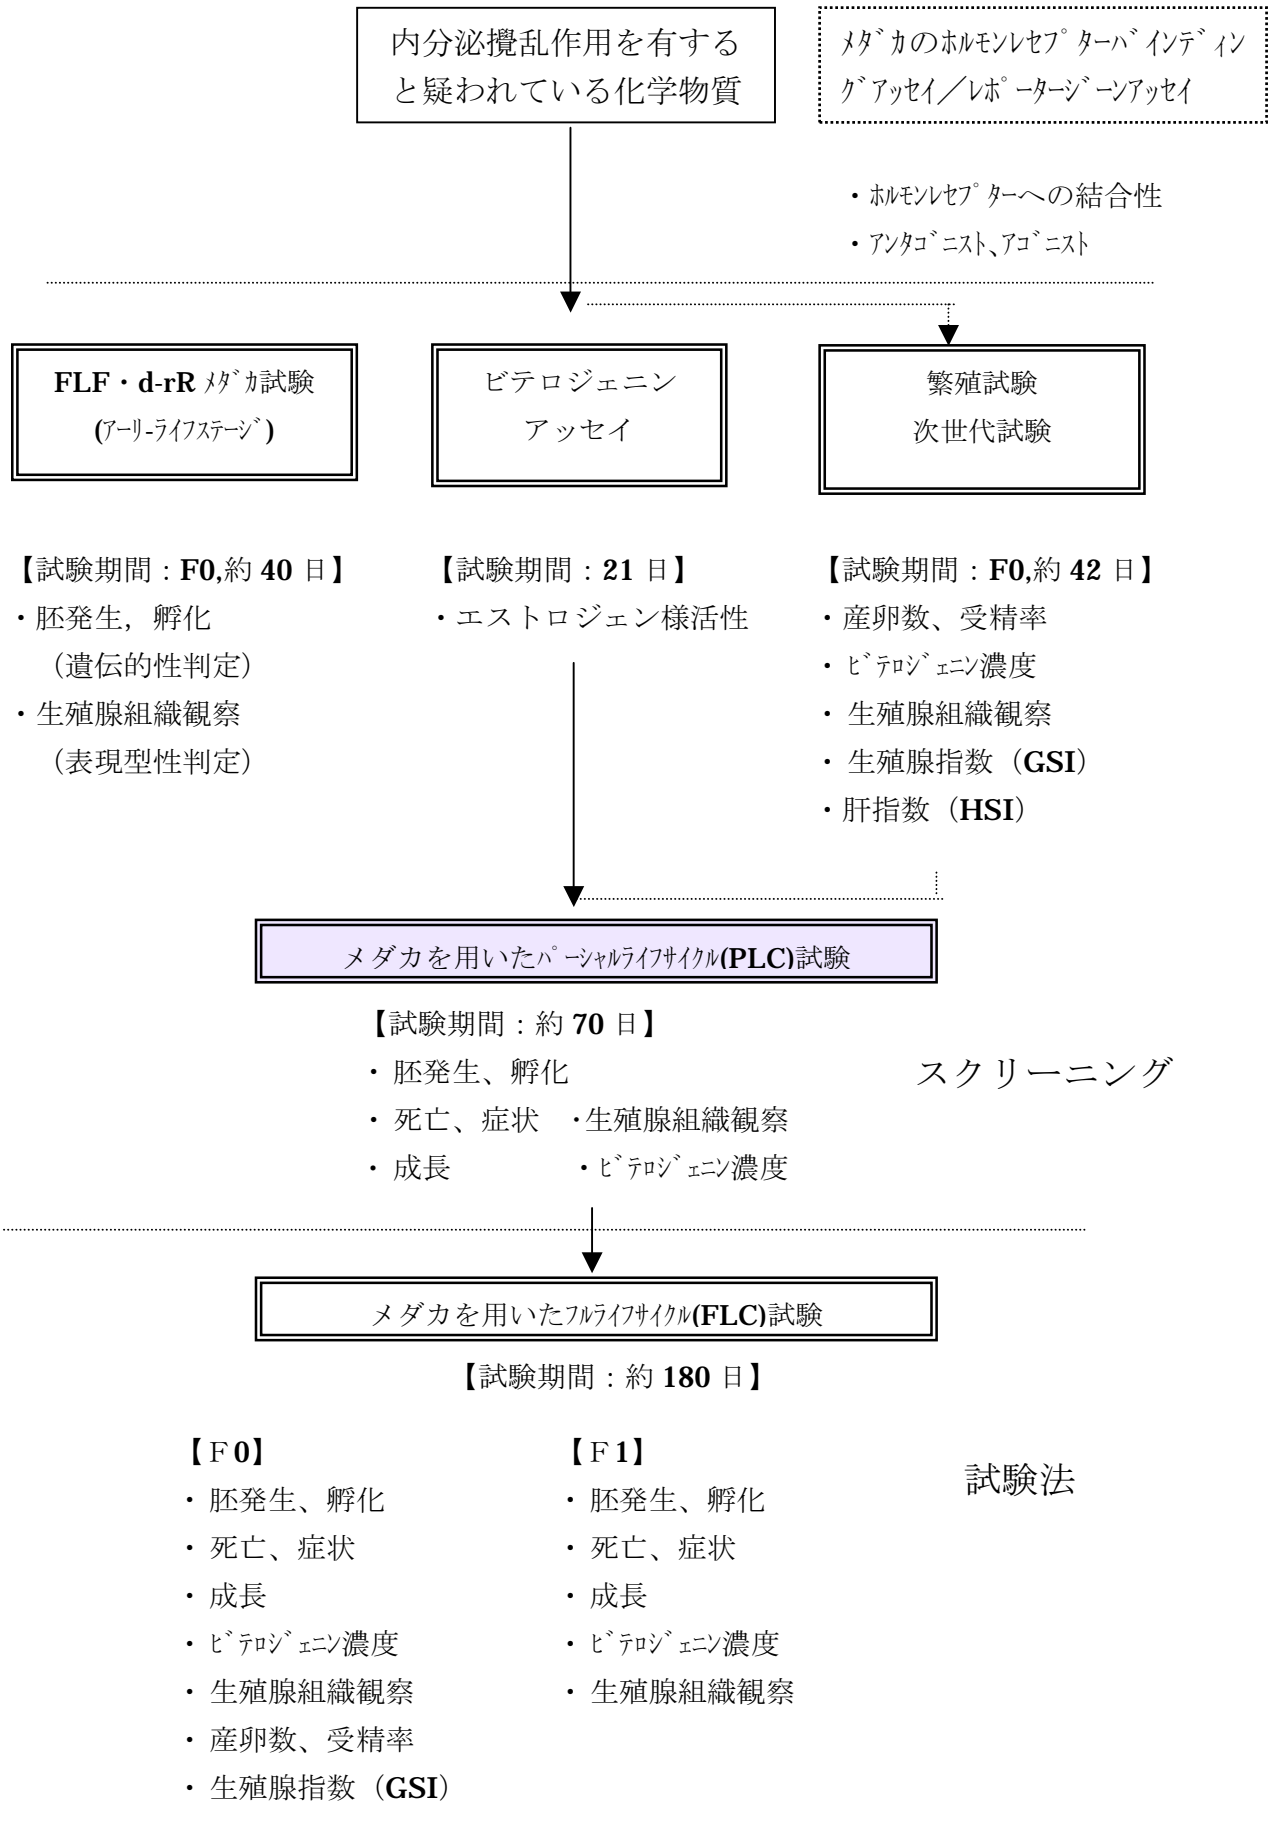 内分泌攪乱作用を有する
と疑われている化学物質
ﾒﾀﾞｶのﾎﾙﾓﾝﾚｾﾌﾟﾀｰﾊﾞｲﾝﾃﾞｨﾝ
ｸﾞｱｯｾｲ／ﾚﾎﾟｰﾀｰｼﾞｰﾝｱｯｾｲ
・ﾎﾙﾓﾝﾚｾﾌﾟﾀｰへの結合性
・ｱﾝﾀｺﾞﾆｽﾄ、ｱｺﾞﾆｽﾄ
FLF・d-rR ﾒﾀﾞｶ試験
(ｱｰﾘ-ﾗｲﾌｽﾃｰｼﾞ)
ビテロジェニン
アッセイ
繁殖試験
次世代試験
【試験期間：F0,約 40 日】
・胚発生，孵化
（遺伝的性判定）
・生殖腺組織観察
（表現型性判定）
【試験期間：21 日】
・エストロジェン様活性
【試験期間：F0,約 42 日】
・産卵数、受精率
・ﾋﾞﾃﾛｼﾞｪﾆﾝ濃度
・生殖腺組織観察
・生殖腺指数（GSI）
・肝指数（HSI）
メダカを用いたﾊﾟｰｼｬﾙﾗｲﾌｻｲｸﾙ(PLC)試験
【試験期間：約 70 日】
・胚発生、孵化
・死亡、症状 ・生殖腺組織観察
・成長 ・ﾋﾞﾃﾛｼﾞｪﾆﾝ濃度
スクリーニング
メダカを用いたﾌﾙﾗｲﾌｻｲｸﾙ(FLC)試験
【試験期間：約 180 日】
【Ｆ0】
・胚発生、孵化
・死亡、症状
・成長
・ﾋﾞﾃﾛｼﾞｪﾆﾝ濃度
・生殖腺組織観察
・産卵数、受精率
・生殖腺指数（GSI）
【Ｆ1】
・胚発生、孵化
・死亡、症状
・成長
・ﾋﾞﾃﾛｼﾞｪﾆﾝ濃度
・生殖腺組織観察
試験法